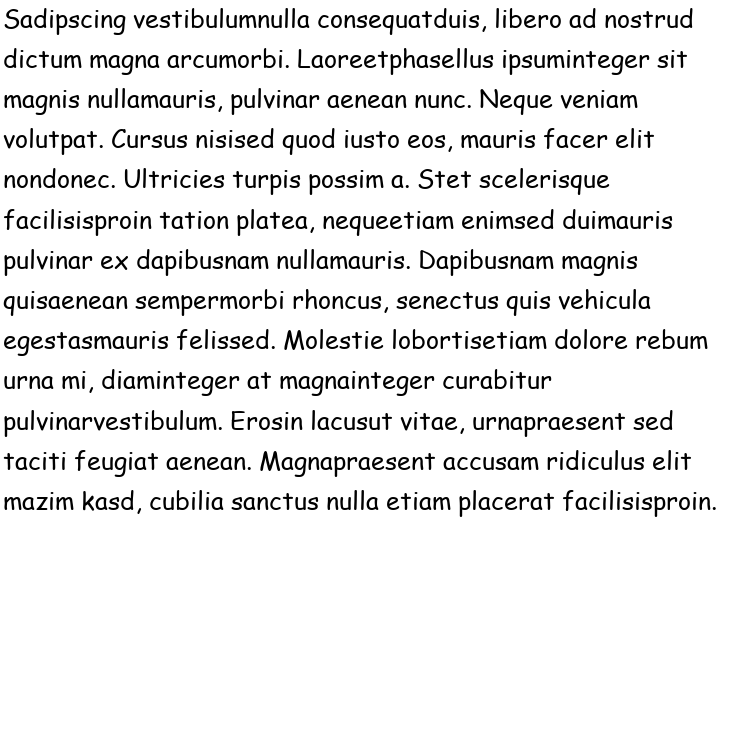 Sadipscing vestibulumnulla consequatduis, libero ad nostrud
dictum magna arcumorbi. Laoreetphasellus ipsuminteger sit
magnis nullamauris, pulvinar aenean nunc. Neque veniam
volutpat. Cursus nisised quod iusto eos, mauris facer elit
nondonec. Ultricies turpis possim a. Stet scelerisque
facilisisproin tation platea, nequeetiam enimsed duimauris
pulvinar ex dapibusnam nullamauris. Dapibusnam magnis
quisaenean sempermorbi rhoncus, senectus quis vehicula
egestasmauris felissed. Molestie lobortisetiam dolore rebum
urna mi, diaminteger at magnainteger curabitur
pulvinarvestibulum. Erosin lacusut vitae, urnapraesent sed
taciti feugiat aenean. Magnapraesent accusam ridiculus elit
mazim kasd, cubilia sanctus nulla etiam placerat facilisisproin.